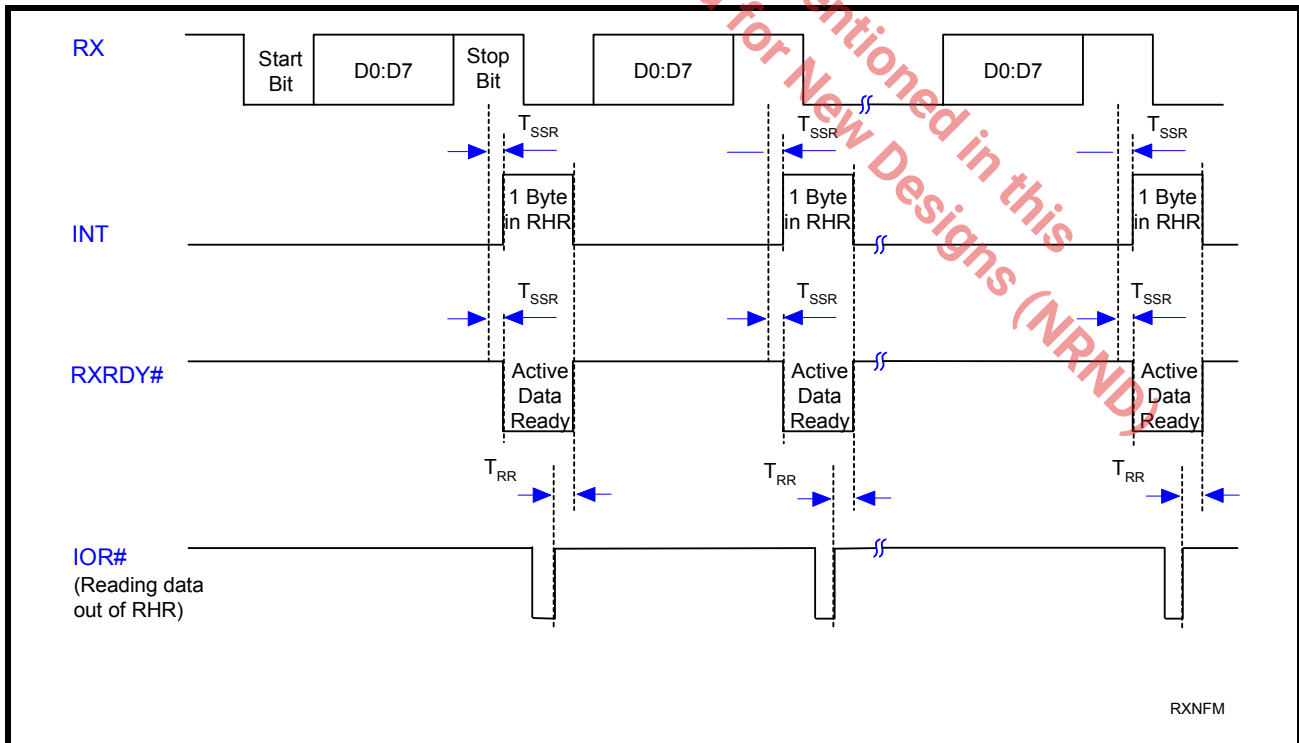 mentioned in this
d for New Designs (NRND)
RX
Start
Bit
D0:D7
Stop
Bit
D0:D7
D0:D7
TSSR
TSSR
TSSR
INT
1 Byte
in RHR
1 Byte
in RHR
1 Byte
in RHR
TSSR
TSSR
TSSR
RXRDY#
Active
Data
Ready
Active
Data
Ready
Active
Data
Ready
TRR
TRR
TRR
IOR#
(Reading data
out of RHR)
RXNFM